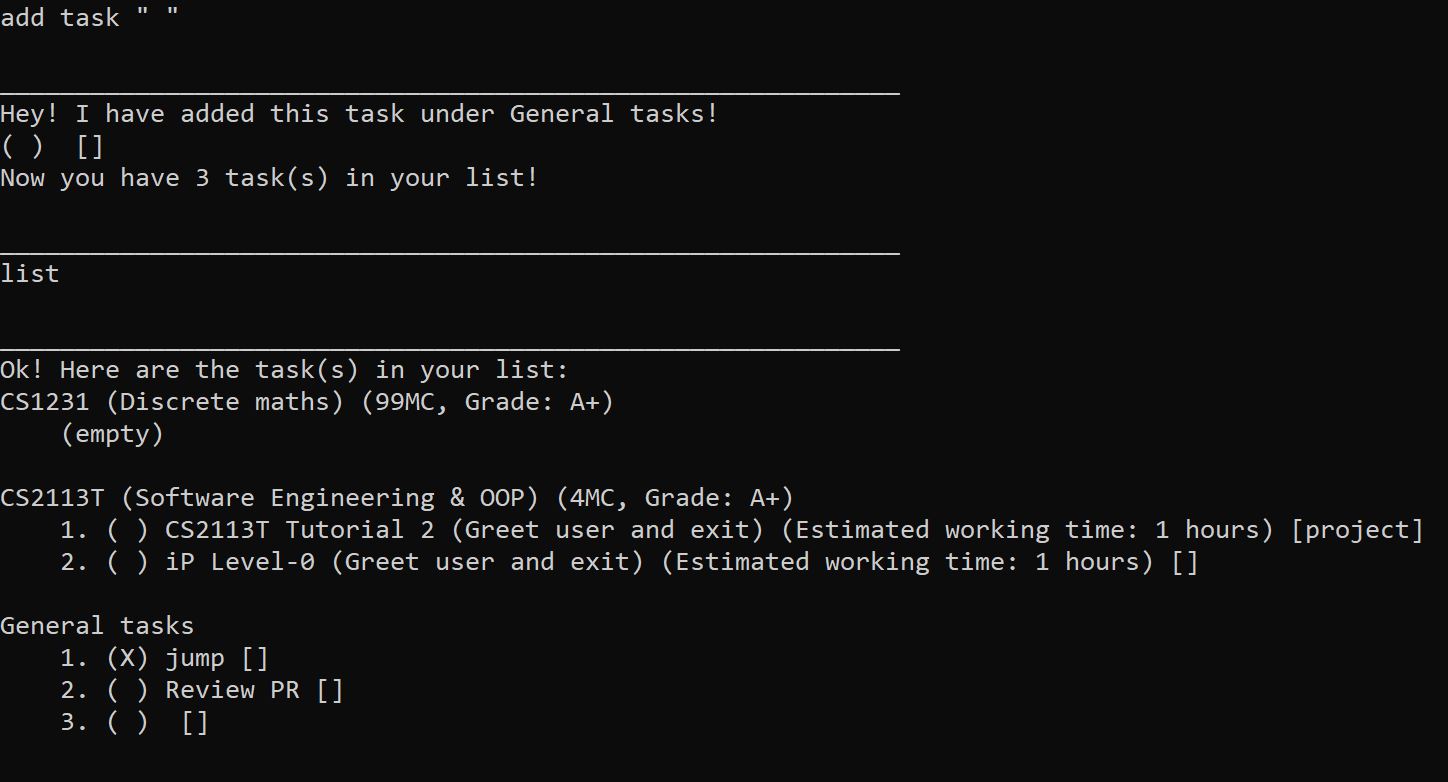 add task " "
____________________________________________________________
Hey! I have added this task under General tasks!
( )   []
Now you have 3 task(s) in your list!
____________________________________________________________
list
____________________________________________________________
Ok! Here are the task(s) in your list:
CS1231 (Discrete maths) (99MC, Grade: A+)
    (empty)
CS2113T (Software Engineering & OOP) (4MC, Grade: A+)
    1. ( ) CS2113T Tutorial 2 (Greet user and exit) (Estimated working time: 1 hours) [project]
    2. ( ) iP Level-0 (Greet user and exit) (Estimated working time: 1 hours) []
General tasks
    1. (X) jump []
    2. ( ) Review PR []
    3. ( )   []